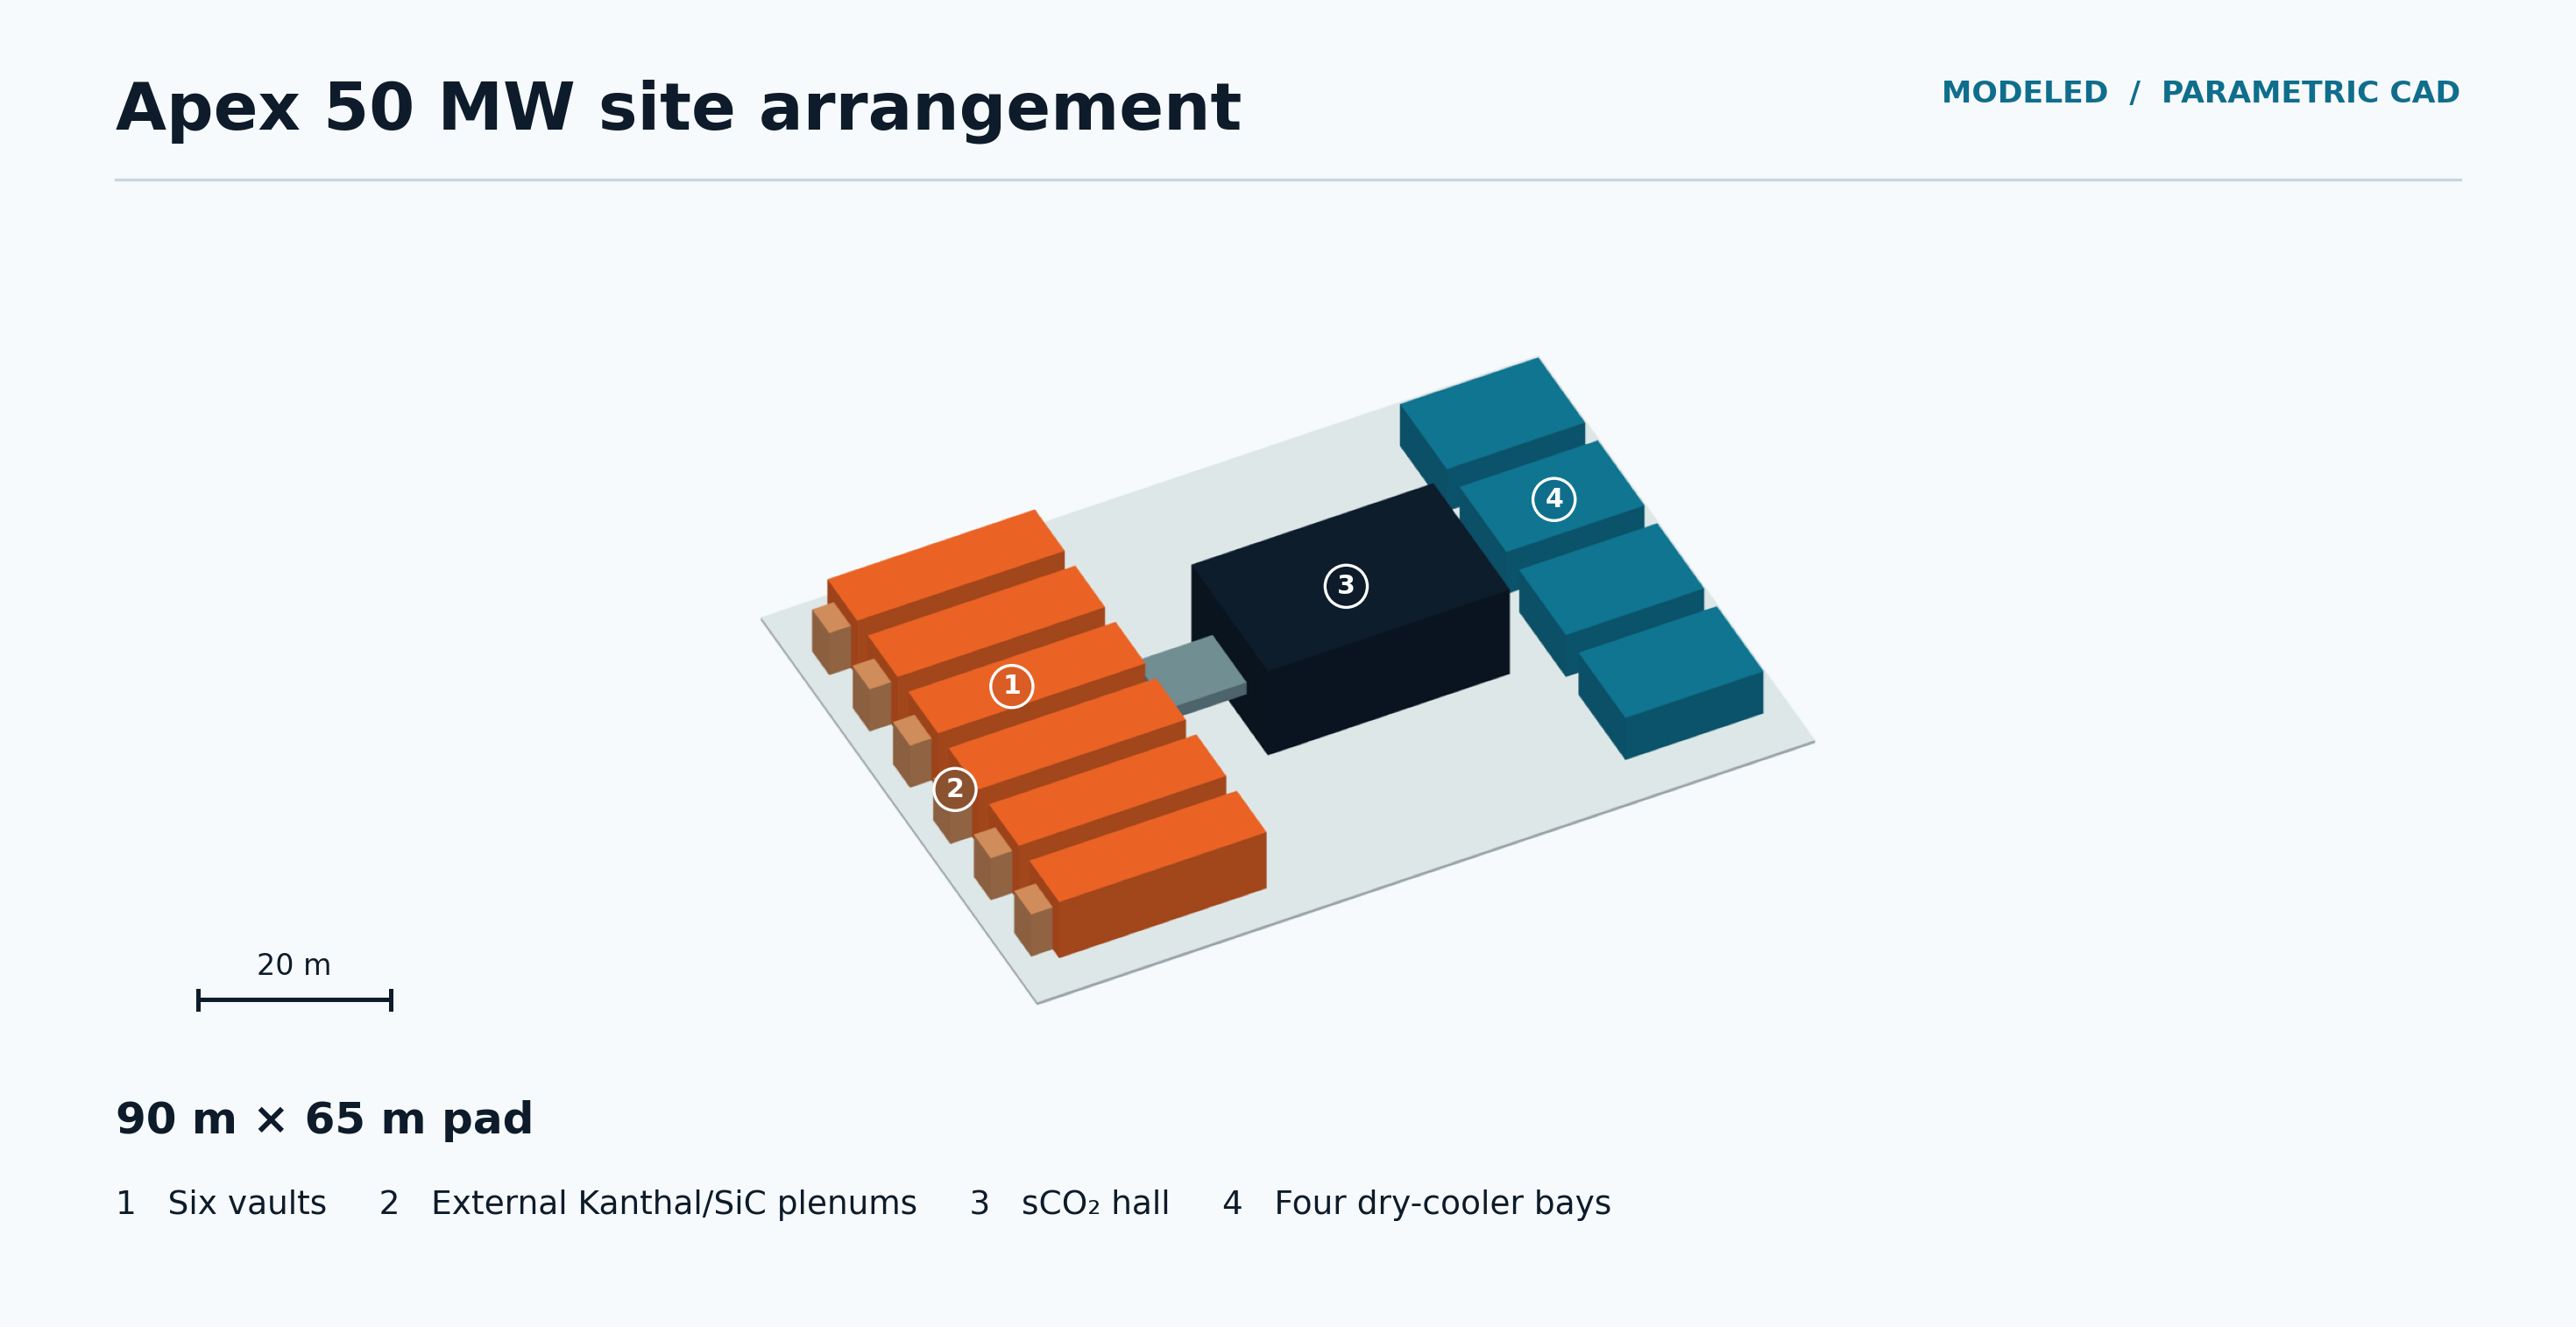 Apex 50 MW site arrangement
MODELED / PARAMETRIC CAD
4
3
1
2
20 m
90 m × 65 m pad
1 Six vaults 2 External Kanthal/SiC plenums 3 sCO₂ hall 4 Four dry-cooler bays